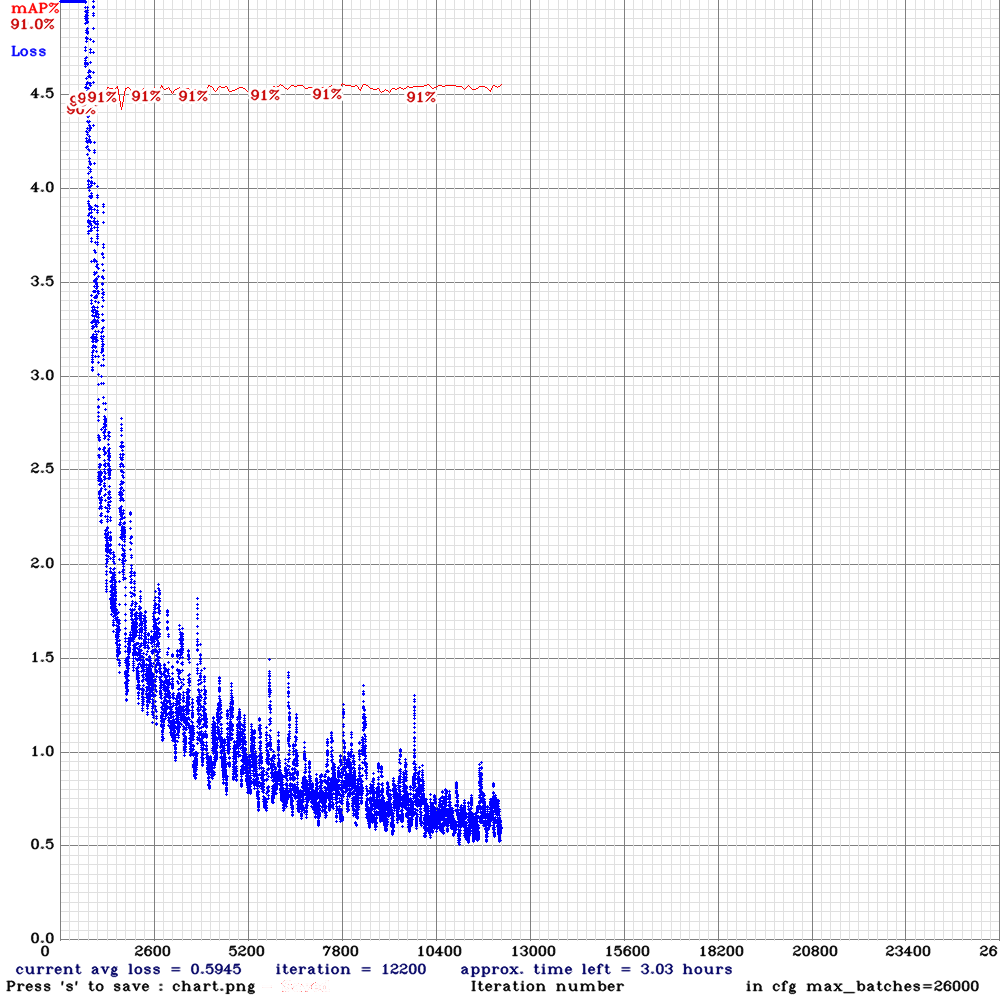 mAP%
91.0%
Loss
4.5
91% 91% 91% 91% 91% 91% 91%
4.0
3.5
3.0
2.5
2.0
1.5
1.0
0.5
0.0
0 2600 5200 7800 10400 13000 15600 18200 20800 23400 26
current avg loss = 0.5945 iteration = 12200 approx. time left = 3.03 hours
Press 's' to save : chart.png Iteration number in cfg max_batches=26000